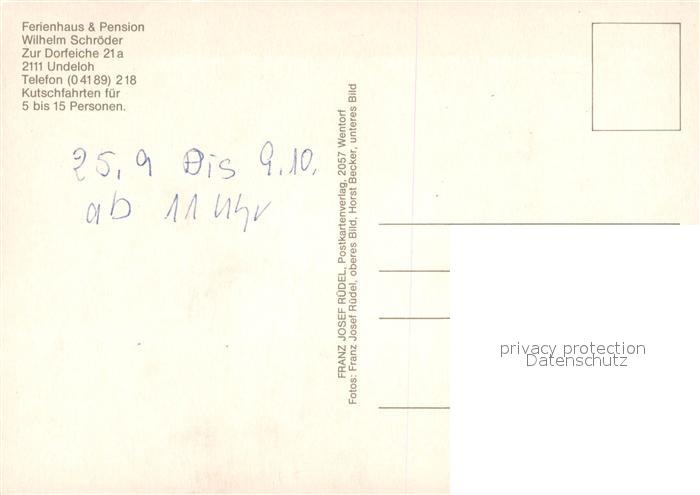 Ferienhaus & Pension
Wilhelm Schröder
Zur Dorfeiche 21a
2111 Undeloh
Telefon (04189) 218
Kutschfahrten für
5 bis 15 Personen.
25.9 bis 9.10.
ab 11 Uhr
FRANZ JOSEF RÜDEL, Postkartenverlag, 2057 Wentorf
Fotos: Franz Josef Rüdel, oberes Bild, Horst Becker, unteres Bild
privacy protection
Datenschutz